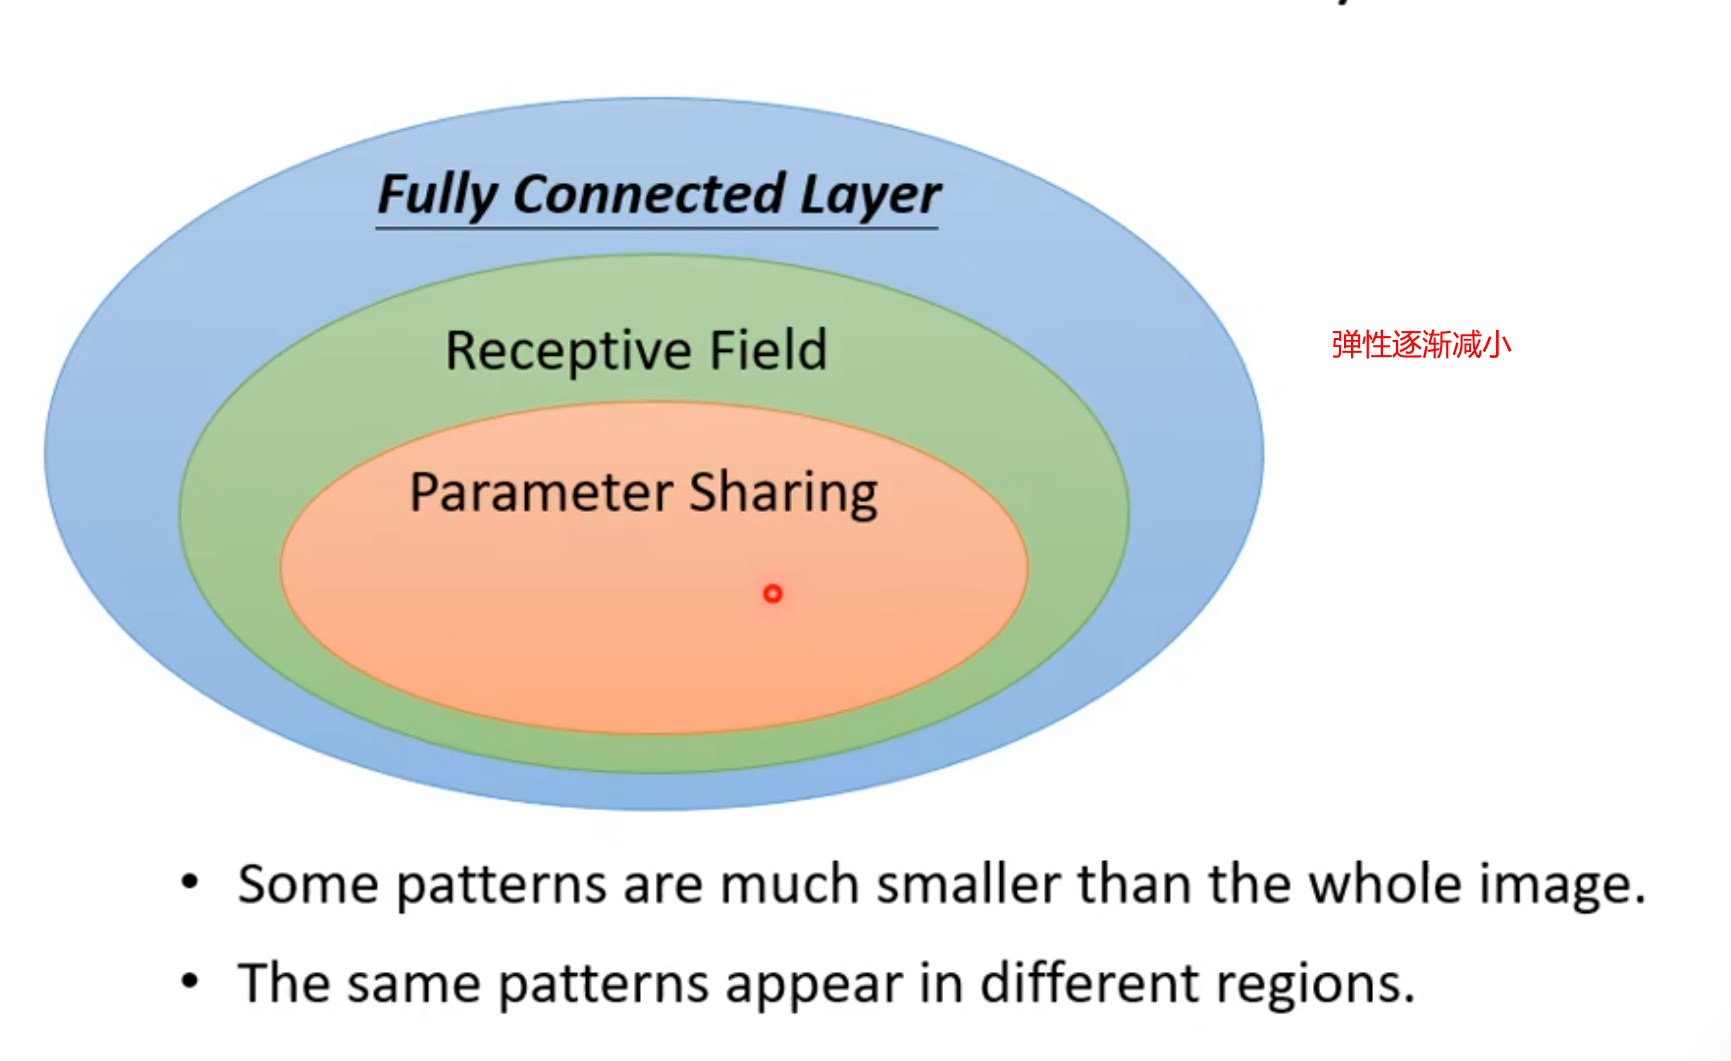 Fully Connected Layer
Receptive Field
弹性逐渐减小
Parameter Sharing
• Some patterns are much smaller than the whole image.
• The same patterns appear in different regions.